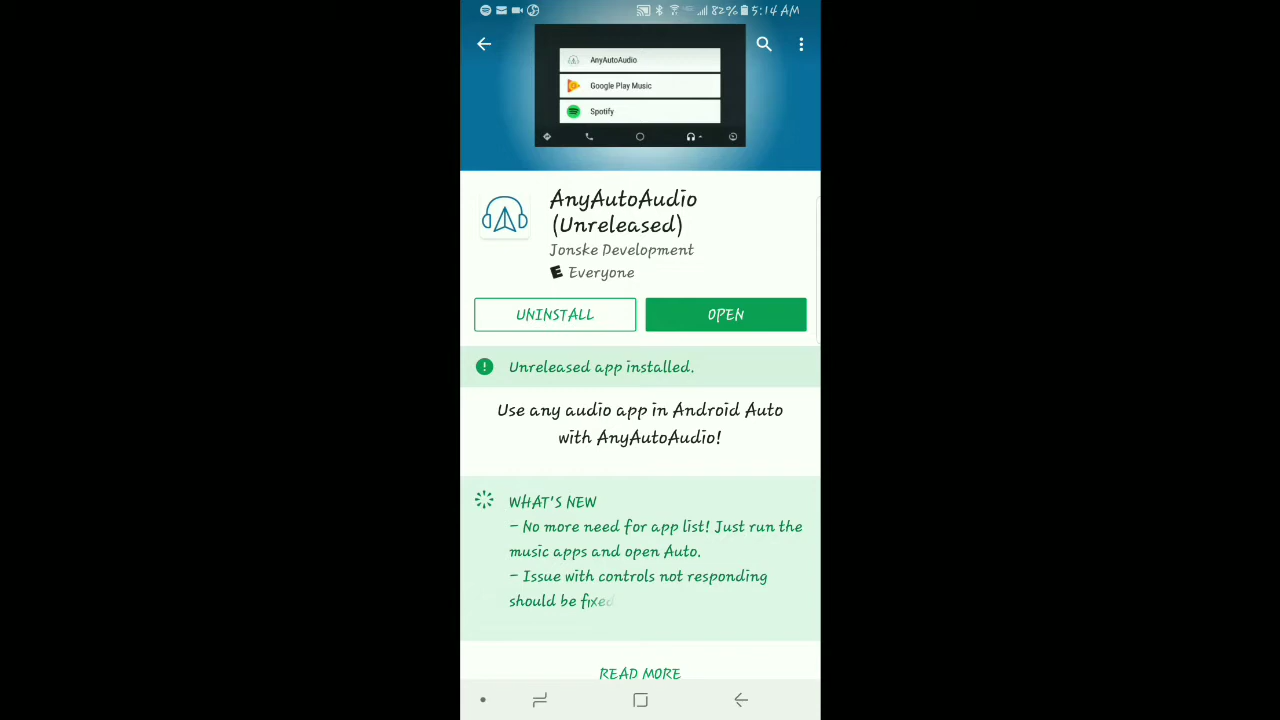 82% 5:14 AM
AnyAutoAudio
Google Play Music
Spotify
AnyAutoAudio
(Unreleased)
Jonske Development
E Everyone
UNINSTALL
OPEN
Unreleased app installed.
Use any audio app in Android Auto
with AnyAutoAudio!
WHAT'S NEW
- No more need for app list! Just run the
music apps and open Auto.
- Issue with controls not responding
should be fixed
READ MORE